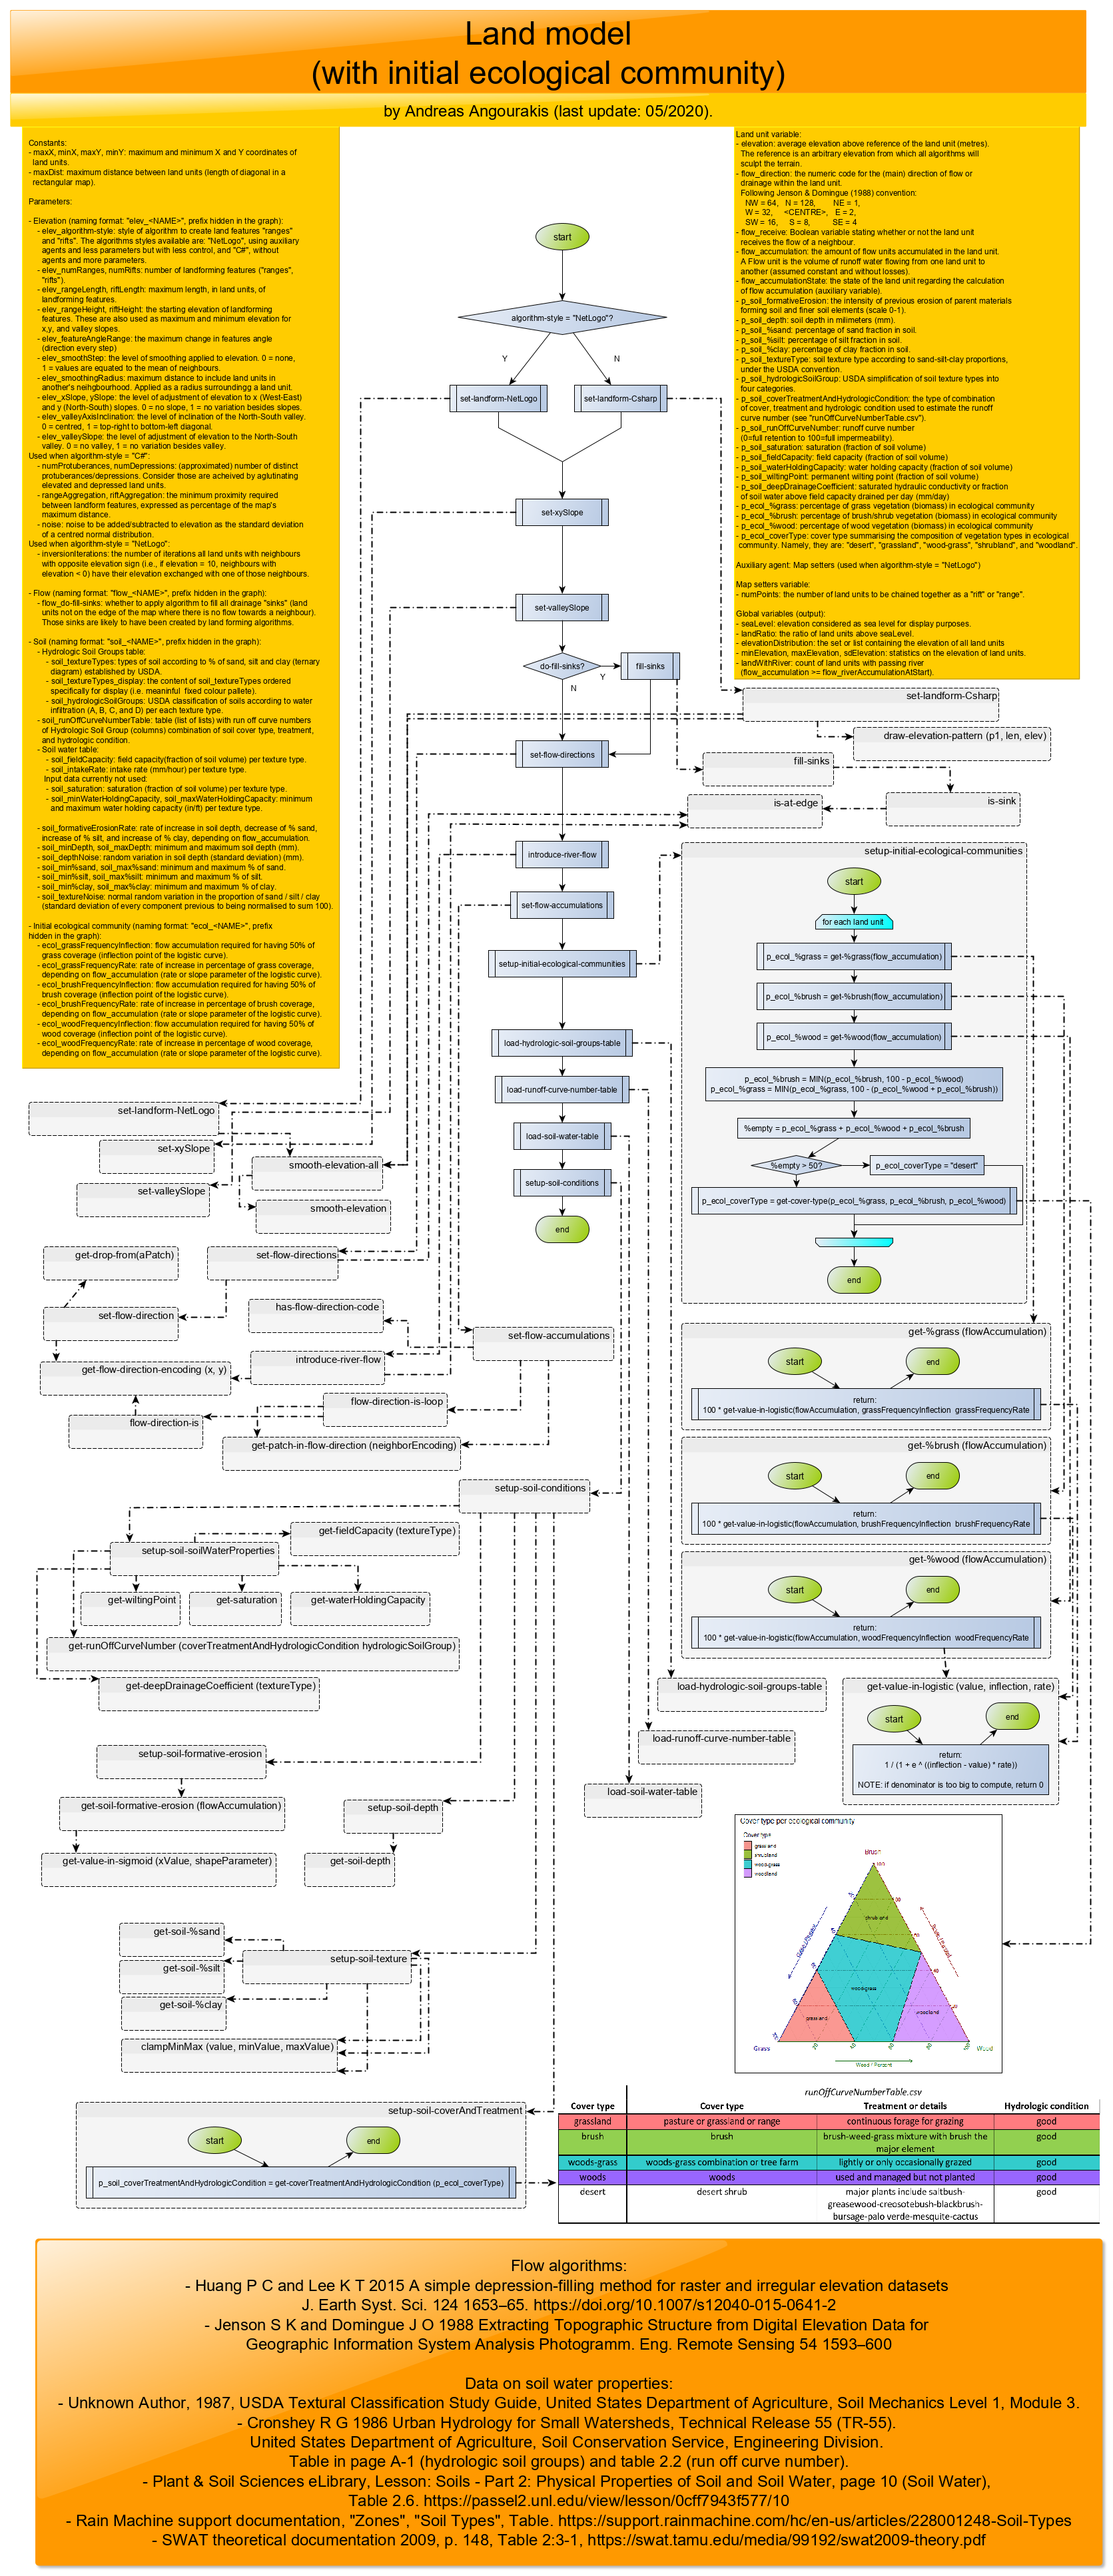 Land model
(with initial ecological community)
by Andreas Angourakis (last update: 05/2020).
Constants:
- maxX, minX, maxY, minY: maximum and minimum X and Y coordinates of
land units.
- maxDist: maximum distance between land units (length of diagonal in a
rectangular map).
Parameters:
- Elevation (naming format: "elev_<NAME>", prefix hidden in the graph):
- elev_algorithm-style: style of algorithm to create land features "ranges"
and "rifts". The algorithms styles available are: "NetLogo", using auxiliary
agents and less parameters but with less control, and "C#", without
agents and more parameters.
- elev_numRanges, numRifts: number of landforming features ("ranges",
"rifts").
- elev_rangeLength, riftLength: maximum length, in land units, of
landforming features.
- elev_rangeHeight, riftHeight: the starting elevation of landforming
features. These are also used as maximum and minimum elevation for
x,y, and valley slopes.
- elev_featureAngleRange: the maximum change in features angle
(direction every step)
- elev_smoothStep: the level of smoothing applied to elevation. 0 = none,
1 = values are equated to the mean of neighbours.
- elev_smoothingRadius: maximum distance to include land units in
another's neihgbourhood. Applied as a radius surroundingg a land unit.
- elev_xSlope, ySlope: the level of adjustment of elevation to x (West-East)
and y (North-South) slopes. 0 = no slope, 1 = no variation besides slopes.
- elev_valleyAxisInclination: the level of inclination of the North-South valley.
0 = centred, 1 = top-right to bottom-left diagonal.
- elev_valleySlope: the level of adjustment of elevation to the North-South
valley. 0 = no valley, 1 = no variation besides valley.
Used when algorithm-style = "C#":
- numProtuberances, numDepressions: (approximated) number of distinct
protuberances/depressions. Consider those are acheived by aglutinating
elevated and depressed land units.
- rangeAggregation, riftAggregation: the minimum proximity required
between landform features, expressed as percentage of the map's
maximum distance.
- noise: noise to be added/subtracted to elevation as the standard deviation
of a centred normal distribution.
Used when algorithm-style = "NetLogo":
- inversionIterations: the number of iterations all land units with neighbours
with opposite elevation sign (i.e., if elevation = 10, neighbours with
elevation < 0) have their elevation exchanged with one of those neighbours.
- Flow (naming format: "flow_<NAME>", prefix hidden in the graph):
- flow_do-fill-sinks: whether to apply algorithm to fill all drainage "sinks" (land
units not on the edge of the map where there is no flow towards a neighbour).
Those sinks are likely to have been created by land forming algorithms.
- Soil (naming format: "soil_<NAME>", prefix hidden in the graph):
- Hydrologic Soil Groups table:
- soil_textureTypes: types of soil according to % of sand, silt and clay (ternary
diagram) established by USDA.
- soil_textureTypes_display: the content of soil_textureTypes ordered
specifically for display (i.e. meaninful fixed colour pallete).
- soil_hydrologicSoilGroups: USDA classification of soils according to water
infiltration (A, B, C, and D) per each texture type.
- soil_runOffCurveNumberTable: table (list of lists) with run off curve numbers
of Hydrologic Soil Group (columns) combination of soil cover type, treatment,
and hydrologic condition.
- Soil water table:
- soil_fieldCapacity: field capacity(fraction of soil volume) per texture type.
- soil_intakeRate: intake rate (mm/hour) per texture type.
Input data currently not used:
- soil_saturation: saturation (fraction of soil volume) per texture type.
- soil_minWaterHoldingCapacity, soil_maxWaterHoldingCapacity: minimum
and maximum water holding capacity (in/ft) per texture type.
- soil_formativeErosionRate: rate of increase in soil depth, decrease of % sand,
increase of % silt, and increase of % clay, depending on flow_accumulation.
- soil_minDepth, soil_maxDepth: minimum and maximum soil depth (mm).
- soil_depthNoise: random variation in soil depth (standard deviation) (mm).
- soil_min%sand, soil_max%sand: minimum and maximum % of sand.
- soil_min%silt, soil_max%silt: minimum and maximum % of silt.
- soil_min%clay, soil_max%clay: minimum and maximum % of clay.
- soil_textureNoise: normal random variation in the proportion of sand / silt / clay
(standard deviation of every component previous to being normalised to sum 100).
- Initial ecological community (naming format: "ecol_<NAME>", prefix
hidden in the graph):
- ecol_grassFrequencyInflection: flow accumulation required for having 50% of
grass coverage (inflection point of the logistic curve).
- ecol_grassFrequencyRate: rate of increase in percentage of grass coverage,
depending on flow_accumulation (rate or slope parameter of the logistic curve).
- ecol_brushFrequencyInflection: flow accumulation required for having 50% of
brush coverage (inflection point of the logistic curve).
- ecol_brushFrequencyRate: rate of increase in percentage of brush coverage,
depending on flow_accumulation (rate or slope parameter of the logistic curve).
- ecol_woodFrequencyInflection: flow accumulation required for having 50% of
wood coverage (inflection point of the logistic curve).
- ecol_woodFrequencyRate: rate of increase in percentage of wood coverage,
depending on flow_accumulation (rate or slope parameter of the logistic curve).
Land unit variable:
- elevation: average elevation above reference of the land unit (metres).
The reference is an arbitrary elevation from which all algorithms will
sculpt the terrain.
- flow_direction: the numeric code for the (main) direction of flow or
drainage within the land unit.
Following Jenson & Domingue (1988) convention:
NW = 64, N = 128, NE = 1,
W = 32, <CENTRE>, E = 2,
SW = 16, S = 8, SE = 4
- flow_receive: Boolean variable stating whether or not the land unit
receives the flow of a neighbour.
- flow_accumulation: the amount of flow units accumulated in the land unit.
A Flow unit is the volume of runoff water flowing from one land unit to
another (assumed constant and without losses).
- flow_accumulationState: the state of the land unit regarding the calculation
of flow accumulation (auxiliary variable).
- p_soil_formativeErosion: the intensity of previous erosion of parent materials
forming soil and finer soil elements (scale 0-1).
- p_soil_depth: soil depth in milimeters (mm).
- p_soil_%sand: percentage of sand fraction in soil.
- p_soil_%silt: percentage of silt fraction in soil.
- p_soil_%clay: percentage of clay fraction in soil.
- p_soil_textureType: soil texture type according to sand-silt-clay proportions,
under the USDA convention.
- p_soil_hydrologicSoilGroup: USDA simplification of soil texture types into
four categories.
- p_soil_coverTreatmentAndHydrologicCondition: the type of combination
of cover, treatment and hydrologic condition used to estimate the runoff
curve number (see "runOffCurveNumberTable.csv").
- p_soil_runOffCurveNumber: runoff curve number
(0=full retention to 100=full impermeability).
- p_soil_saturation: saturation (fraction of soil volume)
- p_soil_fieldCapacity: field capacity (fraction of soil volume)
- p_soil_waterHoldingCapacity: water holding capacity (fraction of soil volume)
- p_soil_wiltingPoint: permanent wilting point (fraction of soil volume)
- p_soil_deepDrainageCoefficient: saturated hydraulic conductivity or fraction
of soil water above field capacity drained per day (mm/day)
- p_ecol_%grass: percentage of grass vegetation (biomass) in ecological community
- p_ecol_%brush: percentage of brush/shrub vegetation (biomass) in ecological community
- p_ecol_%wood: percentage of wood vegetation (biomass) in ecological community
- p_ecol_coverType: cover type summarising the composition of vegetation types in ecological
community. Namely, they are: "desert", "grassland", "wood-grass", "shrubland", and "woodland".
Auxiliary agent: Map setters (used when algorithm-style = "NetLogo")
Map setters variable:
- numPoints: the number of land units to be chained together as a "rift" or "range".
Global variables (output):
- seaLevel: elevation considered as sea level for display purposes.
- landRatio: the ratio of land units above seaLevel.
- elevationDistribution: the set or list containing the elevation of all land units
- minElevation, maxElevation, sdElevation: statistics on the elevation of land units.
- landWithRiver: count of land units with passing river
(flow_accumulation >= flow_riverAccumulationAtStart).
start
algorithm-style = "NetLogo"?
Y
N
set-landform-NetLogo
set-landform-Csharp
set-xySlope
set-valleySlope
do-fill-sinks?
Y
fill-sinks
N
set-flow-directions
introduce-river-flow
set-flow-accumulations
setup-initial-ecological-communities
load-hydrologic-soil-groups-table
load-runoff-curve-number-table
load-soil-water-table
setup-soil-conditions
end
set-landform-Csharp
draw-elevation-pattern (p1, len, elev)
fill-sinks
is-at-edge
is-sink
setup-initial-ecological-communities
start
for each land unit
p_ecol_%grass = get-%grass(flow_accumulation)
p_ecol_%brush = get-%brush(flow_accumulation)
p_ecol_%wood = get-%wood(flow_accumulation)
p_ecol_%brush = MIN(p_ecol_%brush, 100 - p_ecol_%wood)
p_ecol_%grass = MIN(p_ecol_%grass, 100 - (p_ecol_%wood + p_ecol_%brush))
%empty = p_ecol_%grass + p_ecol_%wood + p_ecol_%brush
%empty > 50?
p_ecol_coverType = "desert"
p_ecol_coverType = get-cover-type(p_ecol_%grass, p_ecol_%brush, p_ecol_%wood)
end
set-landform-NetLogo
set-xySlope
smooth-elevation-all
set-valleySlope
smooth-elevation
get-drop-from(aPatch)
set-flow-directions
set-flow-direction
has-flow-direction-code
set-flow-accumulations
get-flow-direction-encoding (x, y)
introduce-river-flow
flow-direction-is-loop
flow-direction-is
get-patch-in-flow-direction (neighborEncoding)
get-%grass (flowAccumulation)
start
end
return:
100 * get-value-in-logistic(flowAccumulation, grassFrequencyInflection grassFrequencyRate
get-%brush (flowAccumulation)
start
end
return:
100 * get-value-in-logistic(flowAccumulation, brushFrequencyInflection brushFrequencyRate
get-%wood (flowAccumulation)
start
end
return:
100 * get-value-in-logistic(flowAccumulation, woodFrequencyInflection woodFrequencyRate
setup-soil-conditions
get-fieldCapacity (textureType)
setup-soil-soilWaterProperties
get-wiltingPoint
get-saturation
get-waterHoldingCapacity
get-runOffCurveNumber (coverTreatmentAndHydrologicCondition hydrologicSoilGroup)
get-deepDrainageCoefficient (textureType)
load-hydrologic-soil-groups-table
get-value-in-logistic (value, inflection, rate)
start
end
return:
1 / (1 + e ^ ((inflection - value) * rate))
NOTE: if denominator is too big to compute, return 0
load-runoff-curve-number-table
load-soil-water-table
setup-soil-formative-erosion
get-soil-formative-erosion (flowAccumulation)
setup-soil-depth
get-value-in-sigmoid (xValue, shapeParameter)
get-soil-depth
Cover type per ecological community
Cover type
grassland
shrubland
woodgrass
woodland
Brush
100
shrubland
woodgrass
grassland
woodland
Grass
Wood
Wood / Percent
get-soil-%sand
setup-soil-texture
get-soil-%silt
get-soil-%clay
clampMinMax (value, minValue, maxValue)
setup-soil-coverAndTreatment
start
end
p_soil_coverTreatmentAndHydrologicCondition = get-coverTreatmentAndHydrologicCondition (p_ecol_coverType)
runOffCurveNumberTable.csv
Cover type Cover type Treatment or details Hydrologic condition
grassland pasture or grassland or range continuous forage for grazing good
brush brush brush-weed-grass mixture with brush the good
major element
woods-grass woods-grass combination or tree farm lightly or only occasionally grazed good
woods woods used and managed but not planted good
desert desert shrub major plants include saltbush- good
greasewood-creosotebush-blackbrush-
bursage-palo verde-mesquite-cactus
Flow algorithms:
- Huang P C and Lee K T 2015 A simple depression-filling method for raster and irregular elevation datasets
J. Earth Syst. Sci. 124 1653–65. https://doi.org/10.1007/s12040-015-0641-2
- Jenson S K and Domingue J O 1988 Extracting Topographic Structure from Digital Elevation Data for
Geographic Information System Analysis Photogramm. Eng. Remote Sensing 54 1593–600
Data on soil water properties:
- Unknown Author, 1987, USDA Textural Classification Study Guide, United States Department of Agriculture, Soil Mechanics Level 1, Module 3.
- Cronshey R G 1986 Urban Hydrology for Small Watersheds, Technical Release 55 (TR-55).
United States Department of Agriculture, Soil Conservation Service, Engineering Division.
Table in page A-1 (hydrologic soil groups) and table 2.2 (run off curve number).
- Plant & Soil Sciences eLibrary, Lesson: Soils - Part 2: Physical Properties of Soil and Soil Water, page 10 (Soil Water),
Table 2.6. https://passel2.unl.edu/view/lesson/0cff7943f577/10
- Rain Machine support documentation, "Zones", "Soil Types", Table. https://support.rainmachine.com/hc/en-us/articles/228001248-Soil-Types
- SWAT theoretical documentation 2009, p. 148, Table 2:3-1, https://swat.tamu.edu/media/99192/swat2009-theory.pdf